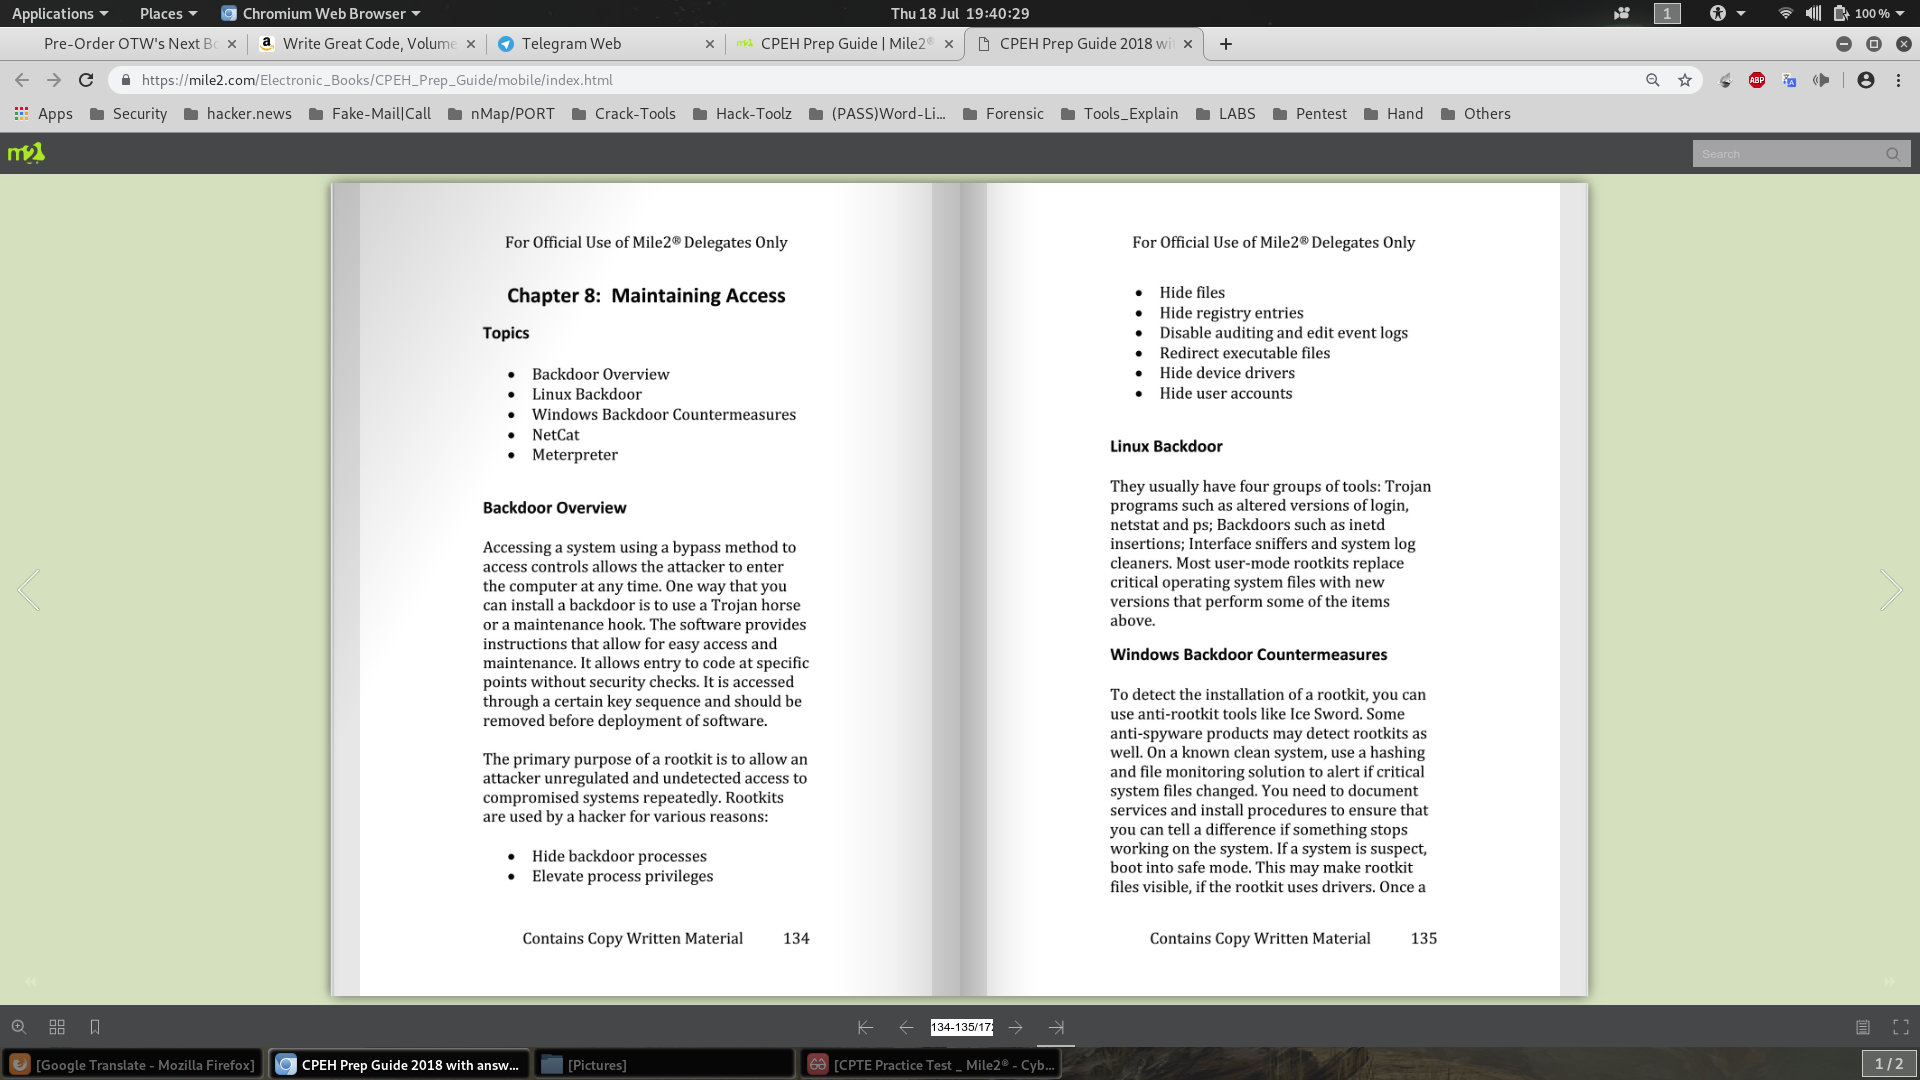 Applications Places Chromium Web Browser Thu 18 Jul 19:40:29 1 100 %
Pre-Order OTW's Next Bo Write Great Code, Volume Telegram Web CPEH Prep Guide | Mile2® CPEH Prep Guide 2018 wit
https://mile2.com/Electronic_Books/CPEH_Prep_Guide/mobile/index.html ABP
Apps Security hacker.news Fake-Mail|Call nMap/PORT Crack-Tools Hack-Toolz (PASS)Word-Li... Forensic Tools_Explain LABS Pentest Hand Others
m2 Search
For Official Use of Mile2® Delegates Only
Chapter 8: Maintaining Access
Topics
• Backdoor Overview
• Linux Backdoor
• Windows Backdoor Countermeasures
• NetCat
• Meterpreter
Backdoor Overview
Accessing a system using a bypass method to
access controls allows the attacker to enter
the computer at any time. One way that you
can install a backdoor is to use a Trojan horse
or a maintenance hook. The software provides
instructions that allow for easy access and
maintenance. It allows entry to code at specific
points without security checks. It is accessed
through a certain key sequence and should be
removed before deployment of software.
The primary purpose of a rootkit is to allow an
attacker unregulated and undetected access to
compromised systems repeatedly. Rootkits
are used by a hacker for various reasons:
• Hide backdoor processes
• Elevate process privileges
Contains Copy Written Material 134
For Official Use of Mile2® Delegates Only
• Hide files
• Hide registry entries
• Disable auditing and edit event logs
• Redirect executable files
• Hide device drivers
• Hide user accounts
Linux Backdoor
They usually have four groups of tools: Trojan
programs such as altered versions of login,
netstat and ps; Backdoors such as inetd
insertions; Interface sniffers and system log
cleaners. Most user-mode rootkits replace
critical operating system files with new
versions that perform some of the items
above.
Windows Backdoor Countermeasures
To detect the installation of a rootkit, you can
use anti-rootkit tools like Ice Sword. Some
anti-spyware products may detect rootkits as
well. On a known clean system, use a hashing
and file monitoring solution to alert if critical
system files changed. You need to document
services and install procedures to ensure that
you can tell a difference if something stops
working on the system. If a system is suspect,
boot into safe mode. This may make rootkit
files visible, if the rootkit uses drivers. Once a
Contains Copy Written Material 135
134-135/17
[Google Translate - Mozilla Firefox] CPEH Prep Guide 2018 with answ... [Pictures] [CPTE Practice Test _ Mile2® - Cyb... 1 / 2